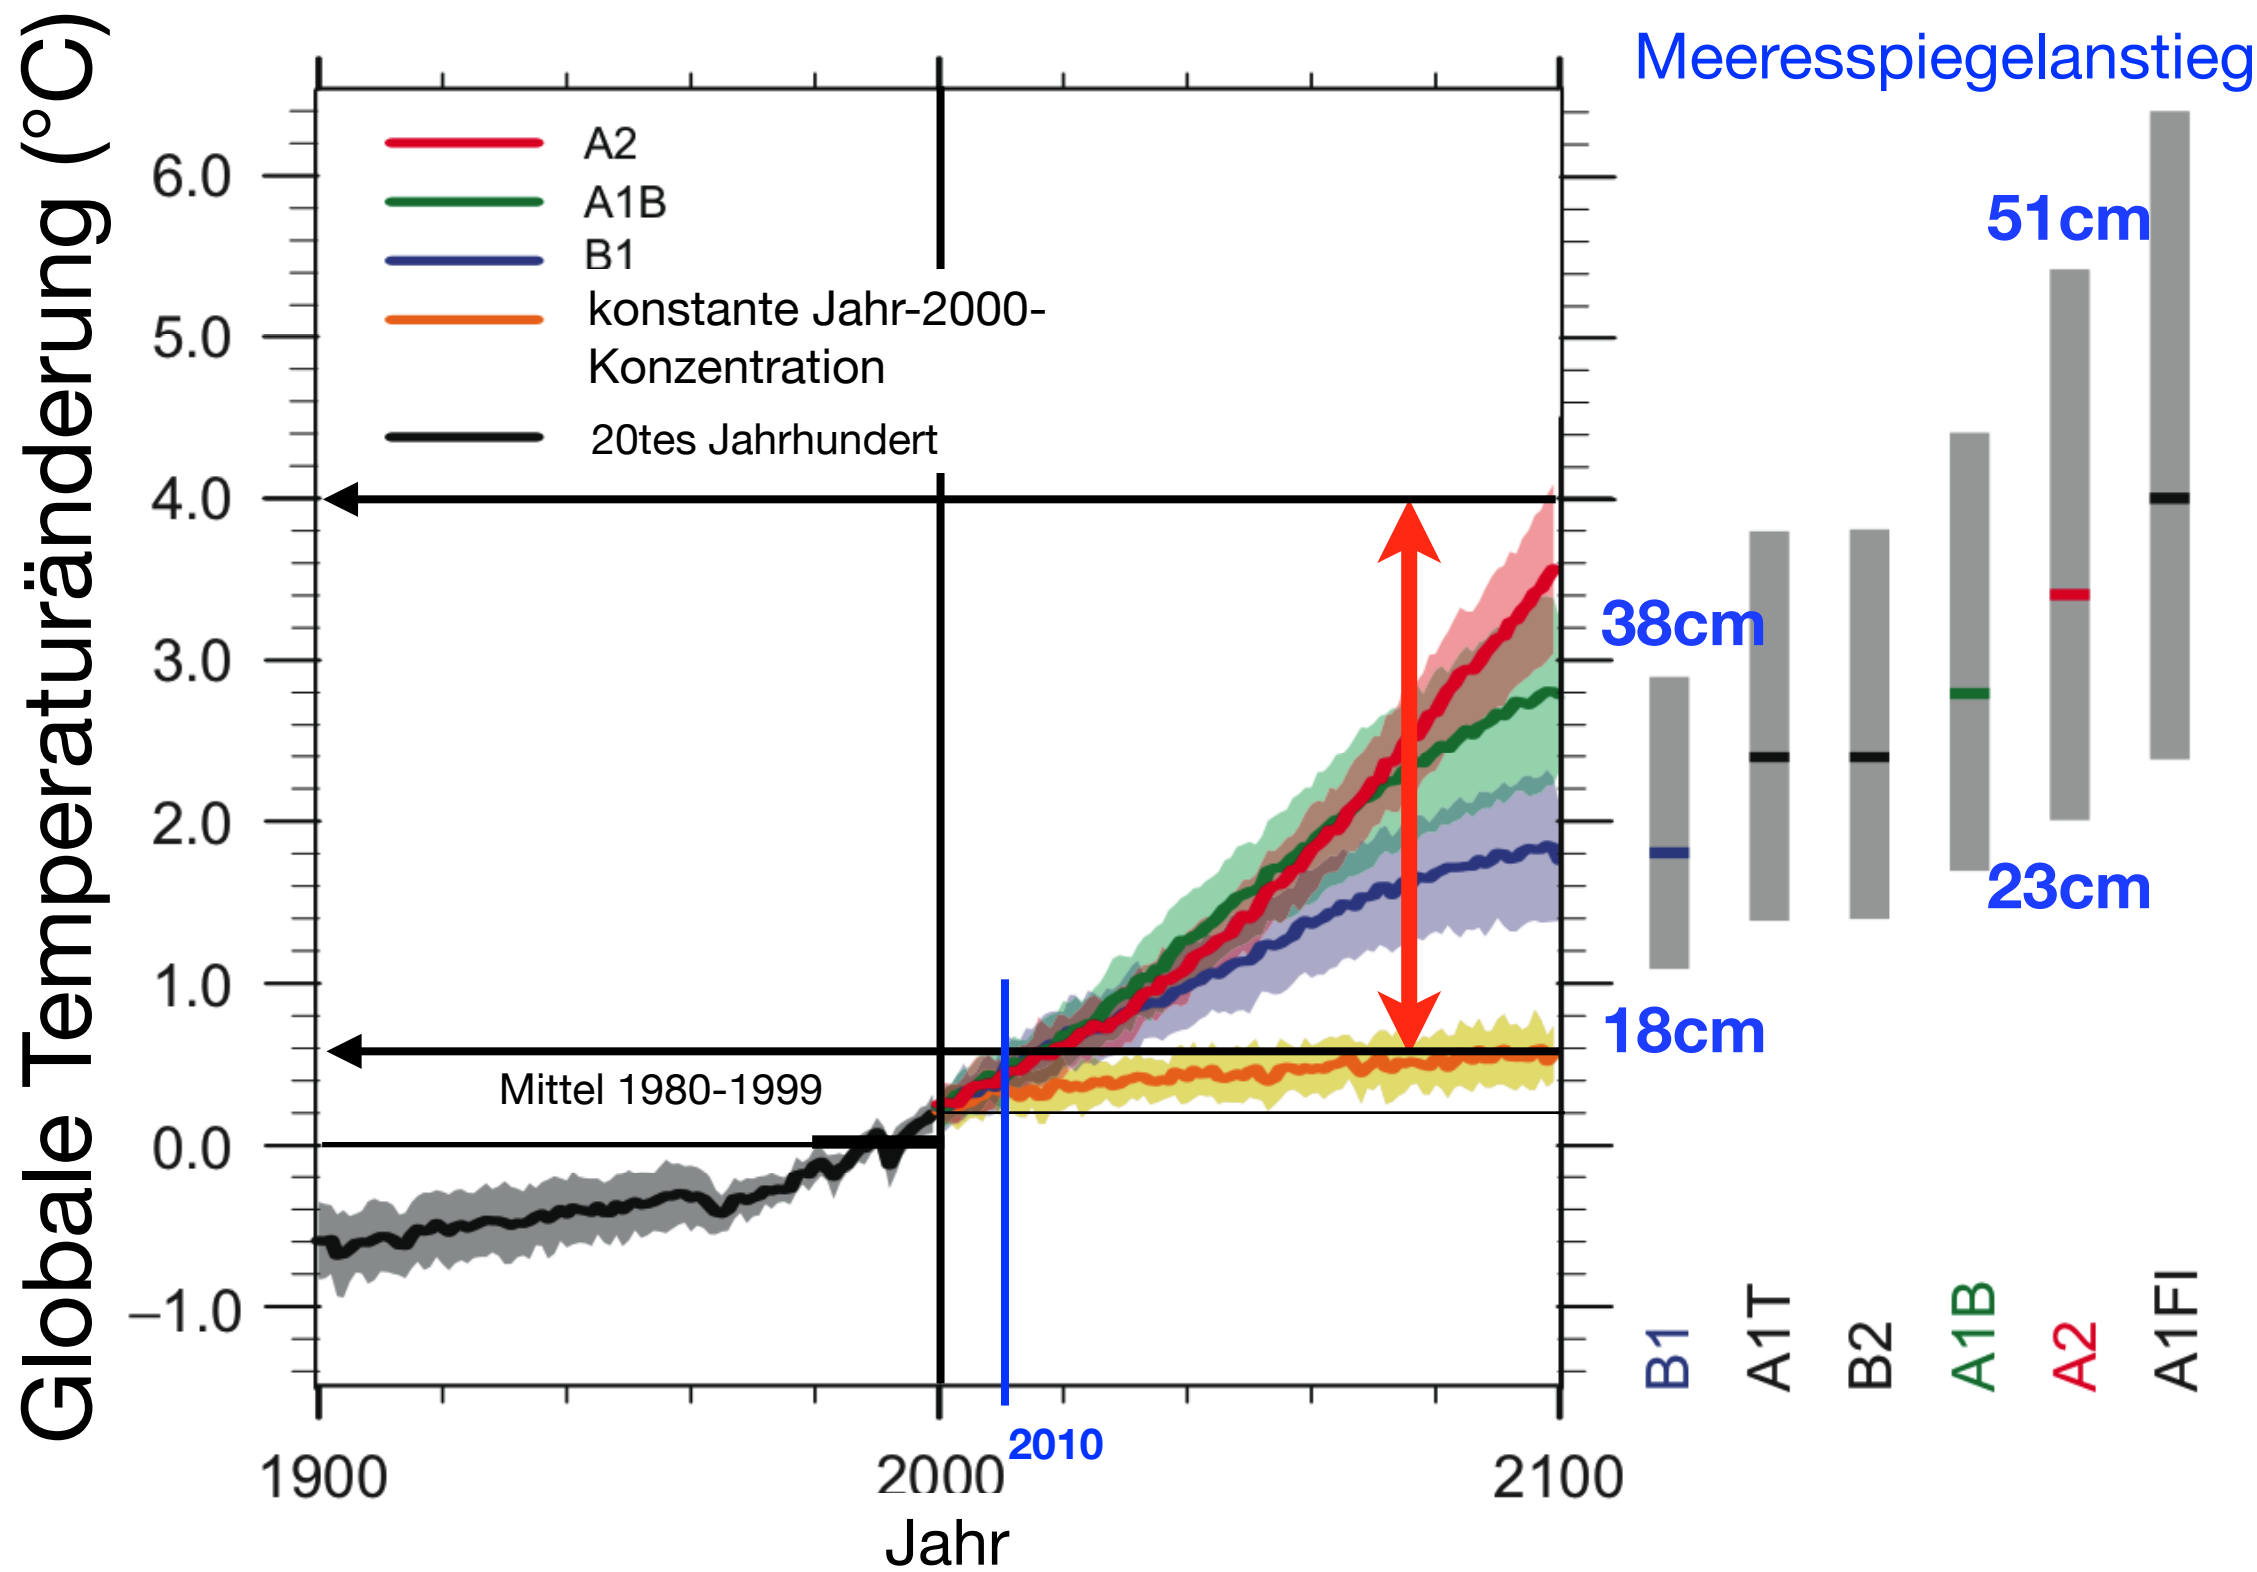 Meeresspiegelanstieg
Globale Temperaturänderung (°C)
A2
A1B
B1
konstante Jahr-2000-
Konzentration
20tes Jahrhundert
6.0
5.0
4.0
3.0
2.0
1.0
0.0
–1.0
Mittel 1980-1999
51cm
38cm
23cm
18cm
B1
A1T
B2
A1B
A2
A1FI
2010
1900
2000
2100
Jahr